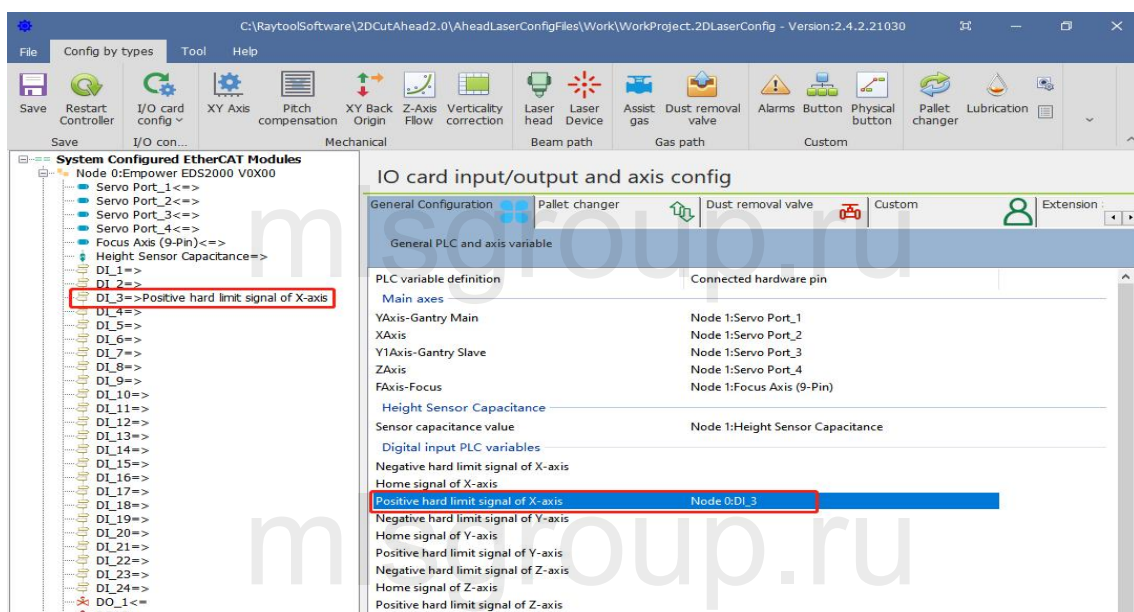 C:\RaytoolSoftware\2DCutAhead2.0\AheadLaserConfigFiles\Work\WorkProject.2DLaserConfig - Version:2.4.2.21030
File Config by types Tool Help
Save Restart Controller I/O card config XY Axis Pitch compensation XY Back Origin Z-Axis Fllow Verticality correction Laser head Laser Device Assist gas Dust removal valve Alarms Button Physical button Pallet changer Lubrication
Save I/O con... Mechanical Beam path Gas path Custom
System Configured EtherCAT Modules
Node 0:Empower EDS2000 V0X00
Servo Port_1<=>
Servo Port_2<=>
Servo Port_3<=>
Servo Port_4<=>
Focus Axis (9-Pin)<=>
Height Sensor Capacitance=>
DI_1=>
DI_2=>
DI_3=>Positive hard limit signal of X-axis
DI_4=>
DI_5=>
DI_6=>
DI_7=>
DI_8=>
DI_9=>
DI_10=>
DI_11=>
DI_12=>
DI_13=>
DI_14=>
DI_15=>
DI_16=>
DI_17=>
DI_18=>
DI_19=>
DI_20=>
DI_21=>
DI_22=>
DI_23=>
DI_24=>
DO_1<=
IO card input/output and axis config
General Configuration Pallet changer Dust removal valve Custom Extension
General PLC and axis variable
PLC variable definition Connected hardware pin
Main axes
YAxis-Gantry Main Node 1:Servo Port_1
XAxis Node 1:Servo Port_2
Y1Axis-Gantry Slave Node 1:Servo Port_3
ZAxis Node 1:Servo Port_4
FAxis-Focus Node 1:Focus Axis (9-Pin)
Height Sensor Capacitance
Sensor capacitance value Node 1:Height Sensor Capacitance
Digital input PLC variables
Negative hard limit signal of X-axis
Home signal of X-axis
Positive hard limit signal of X-axis Node 0:DI_3
Negative hard limit signal of Y-axis
Home signal of Y-axis
Positive hard limit signal of Y-axis
Negative hard limit signal of Z-axis
Home signal of Z-axis
Positive hard limit signal of Z-axis
misgroup.ru
misgroup.ru